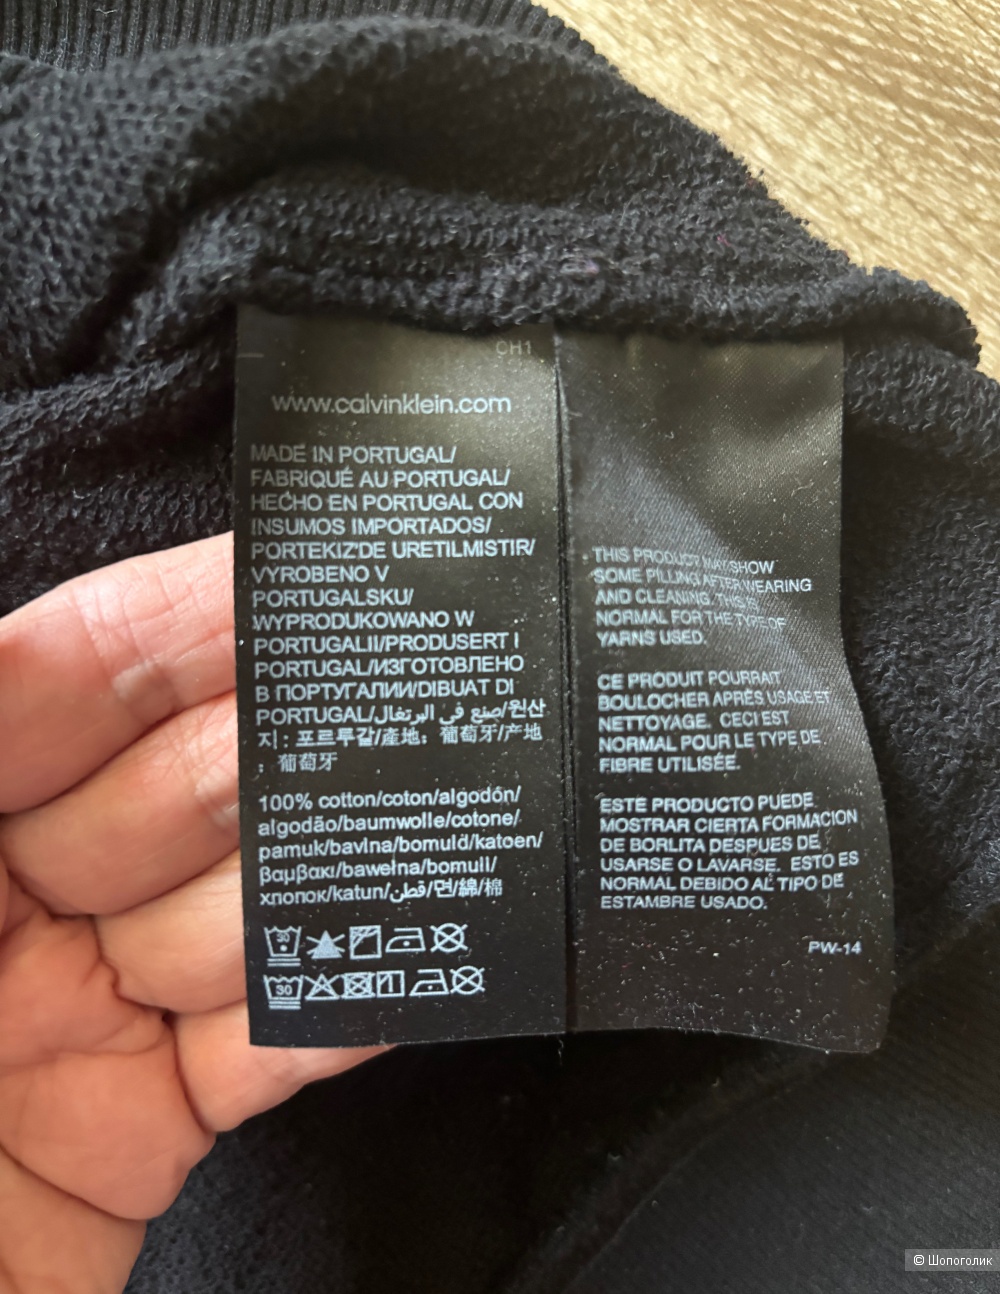 CH1
www.calvinklein.com
MADE IN PORTUGAL/
FABRIQUÉ AU PORTUGAL/
HECHO EN PORTUGAL CON
INSUMOS IMPORTADOS/
PORTEKIZ'DE URETILMISTIR/
VYROBENO V
PORTUGALSKU/
WYPRODUKOWANO W
PORTUGALII/PRODUSERT I
PORTUGAL/ИЗГОТОВЛЕНО
В ПОРТУГАЛИИ/DIBUAT DI
PORTUGAL/صنع في البرتغال/원산
지: 포르투갈/產地：葡萄牙/产地
：葡萄牙
100% cotton/coton/algodón/
algodão/baumwolle/cotone/
pamuk/bavlna/bomuld/katoen/
βαμβακι/bawełna/bomull/
хлопок/katun/قطن/면/綿/棉
30
30
THIS PRODUCT MAY SHOW
SOME PILLING AFTER WEARING
AND CLEANING. THIS IS
NORMAL FOR THE TYPE OF
YARNS USED.
CE PRODUIT POURRAIT
BOULOCHER APRÈS USAGE ET
NETTOYAGE. CECI EST
NORMAL POUR LE TYPE DE
FIBRE UTILISÉE.
ESTE PRODUCTO PUEDE
MOSTRAR CIERTA FORMACION
DE BORLITA DESPUES DE
USARSE O LAVARSE. ESTO ES
NORMAL DEBIDO AL TIPO DE
ESTAMBRE USADO.
PW-14
© Шопоголик